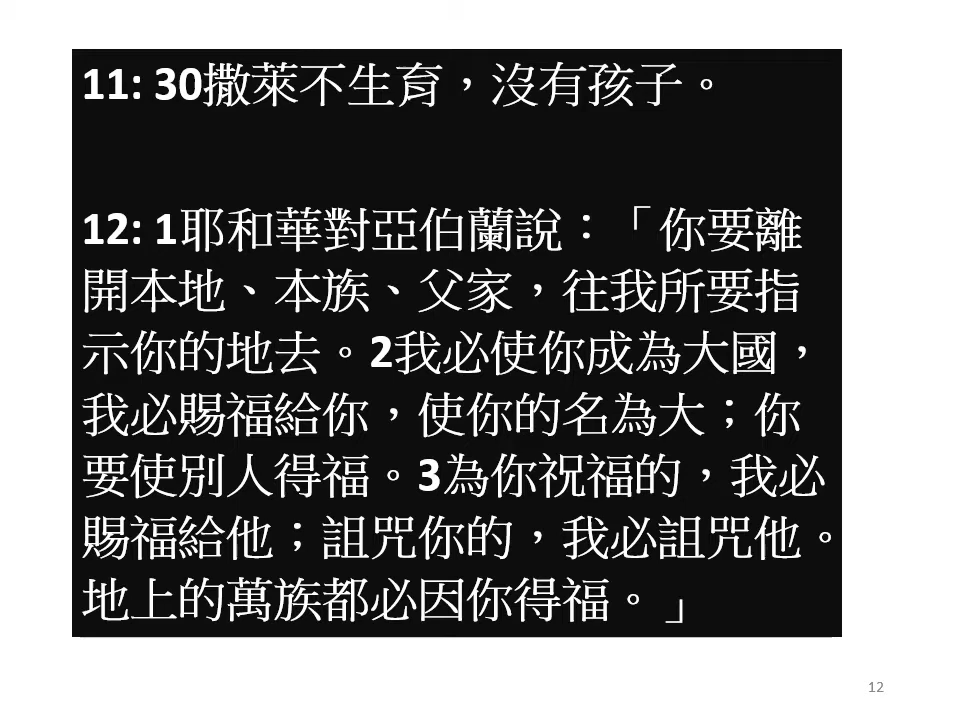 11: 30撒萊不生育，沒有孩子。
12: 1耶和華對亞伯蘭說：「你要離
開本地、本族、父家，往我所要指
示你的地去。2我必使你成為大國，
我必賜福給你，使你的名為大；你
要使別人得福。3為你祝福的，我必
賜福給他；詛咒你的，我必詛咒他。
地上的萬族都必因你得福。」
12